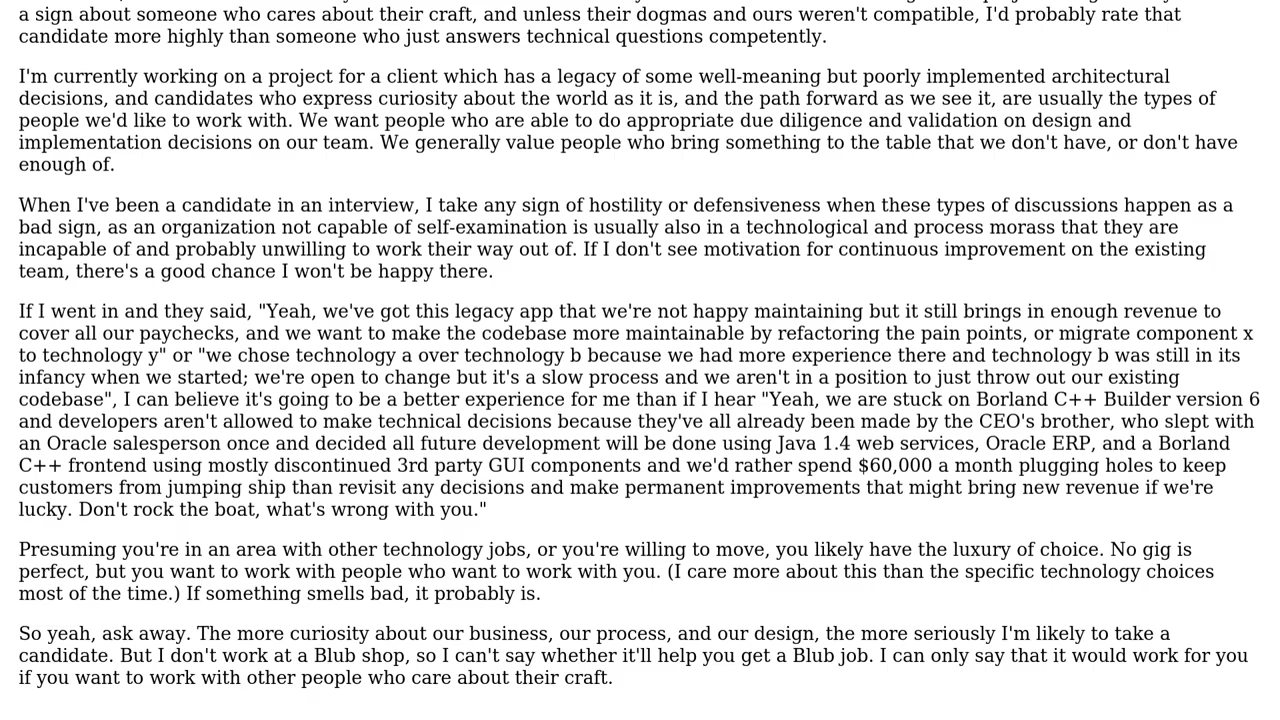 a sign about someone who cares about their craft, and unless their dogmas and ours weren't compatible, I'd probably rate that
candidate more highly than someone who just answers technical questions competently.
I'm currently working on a project for a client which has a legacy of some well-meaning but poorly implemented architectural
decisions, and candidates who express curiosity about the world as it is, and the path forward as we see it, are usually the types of
people we'd like to work with. We want people who are able to do appropriate due diligence and validation on design and
implementation decisions on our team. We generally value people who bring something to the table that we don't have, or don't have
enough of.
When I've been a candidate in an interview, I take any sign of hostility or defensiveness when these types of discussions happen as a
bad sign, as an organization not capable of self-examination is usually also in a technological and process morass that they are
incapable of and probably unwilling to work their way out of. If I don't see motivation for continuous improvement on the existing
team, there's a good chance I won't be happy there.
If I went in and they said, "Yeah, we've got this legacy app that we're not happy maintaining but it still brings in enough revenue to
cover all our paychecks, and we want to make the codebase more maintainable by refactoring the pain points, or migrate component x
to technology y" or "we chose technology a over technology b because we had more experience there and technology b was still in its
infancy when we started; we're open to change but it's a slow process and we aren't in a position to just throw out our existing
codebase", I can believe it's going to be a better experience for me than if I hear "Yeah, we are stuck on Borland C++ Builder version 6
and developers aren't allowed to make technical decisions because they've all already been made by the CEO's brother, who slept with
an Oracle salesperson once and decided all future development will be done using Java 1.4 web services, Oracle ERP, and a Borland
C++ frontend using mostly discontinued 3rd party GUI components and we'd rather spend $60,000 a month plugging holes to keep
customers from jumping ship than revisit any decisions and make permanent improvements that might bring new revenue if we're
lucky. Don't rock the boat, what's wrong with you."
Presuming you're in an area with other technology jobs, or you're willing to move, you likely have the luxury of choice. No gig is
perfect, but you want to work with people who want to work with you. (I care more about this than the specific technology choices
most of the time.) If something smells bad, it probably is.
So yeah, ask away. The more curiosity about our business, our process, and our design, the more seriously I'm likely to take a
candidate. But I don't work at a Blub shop, so I can't say whether it'll help you get a Blub job. I can only say that it would work for you
if you want to work with other people who care about their craft.